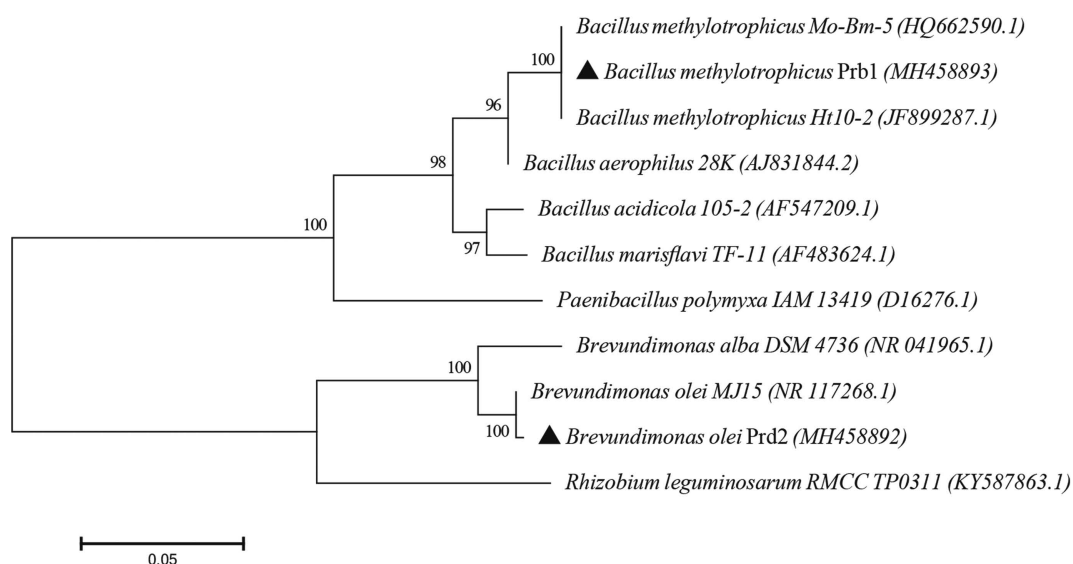 Bacillus methylotrophicus Mo-Bm-5 (HQ662590.1)
100
Bacillus methylotrophicus Prb1 (MH458893)
96
Bacillus methylotrophicus Ht10-2 (JF899287.1)
98
Bacillus aerophilus 28K (AJ831844.2)
Bacillus acidicola 105-2 (AF547209.1)
100
97
Bacillus marisflavi TF-11 (AF483624.1)
Paenibacillus polymyxa IAM 13419 (D16276.1)
Brevundimonas alba DSM 4736 (NR 041965.1)
100
Brevundimonas olei MJ15 (NR 117268.1)
100
Brevundimonas olei Prd2 (MH458892)
Rhizobium leguminosarum RMCC TP0311 (KY587863.1)
0.05